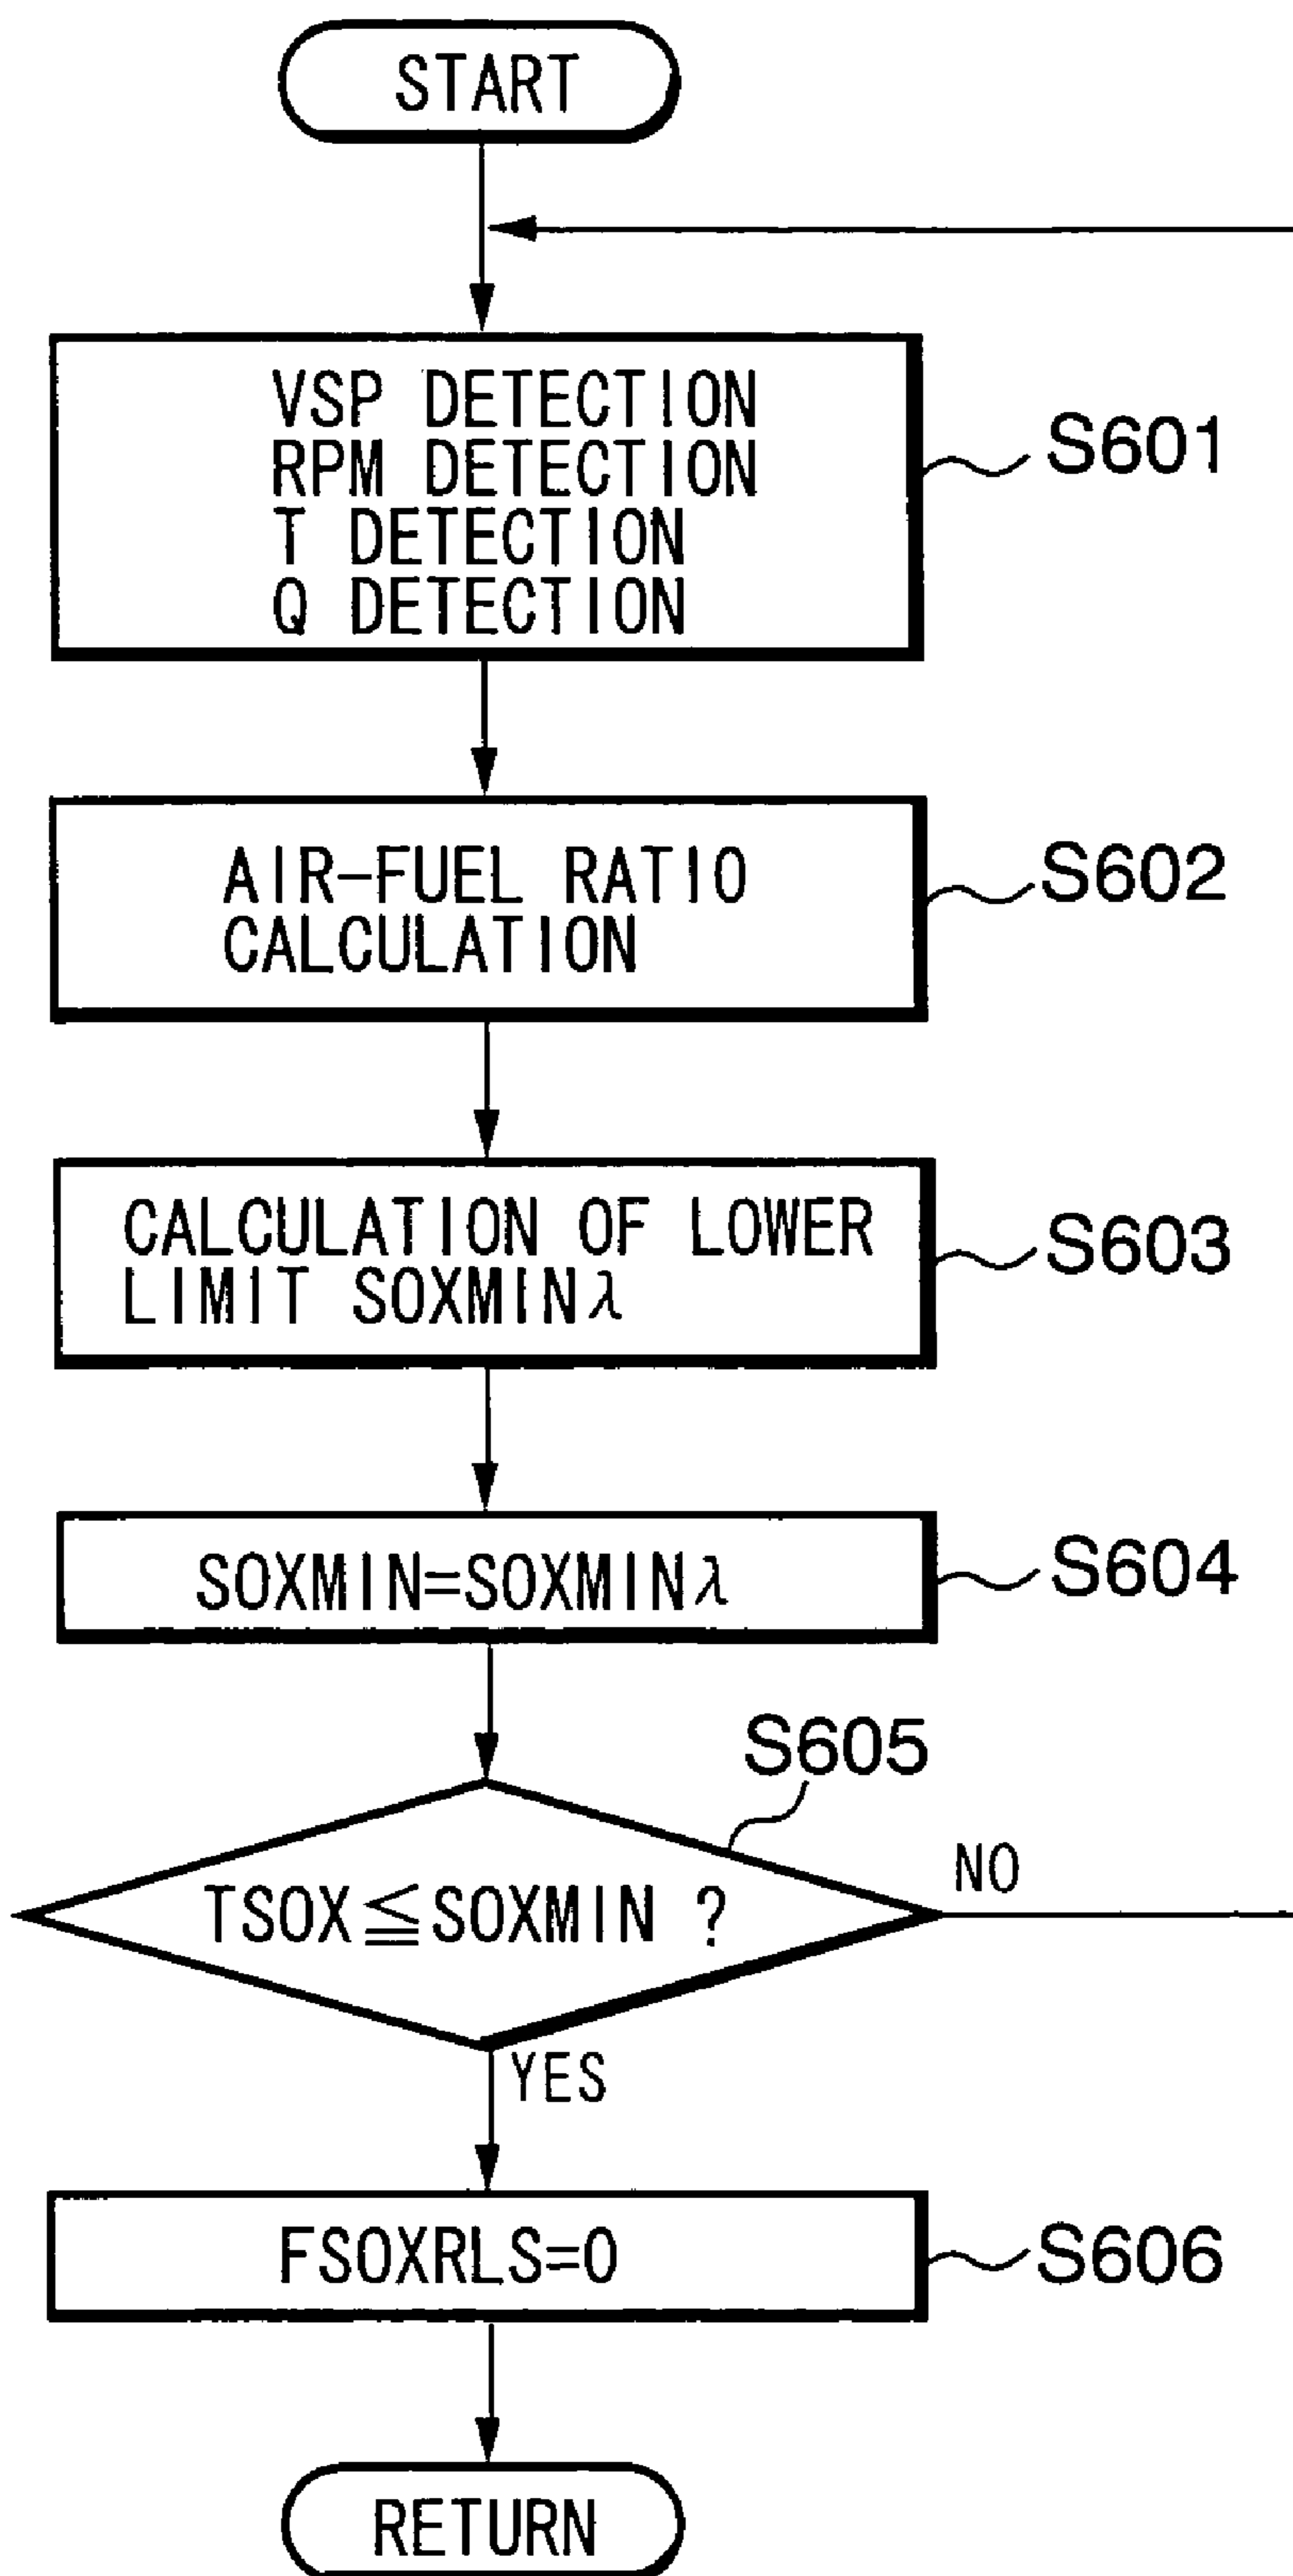 START
VSP DETECTION
RPM DETECTION
T DETECTION
Q DETECTION
S601
AIR-FUEL RATIO
CALCULATION
S602
CALCULATION OF LOWER
LIMIT SOXMINλ
S603
SOXMIN=SOXMINλ
S604
S605
TSOX≦SOXMIN ?
NO
YES
FSOXRLS=0
S606
RETURN